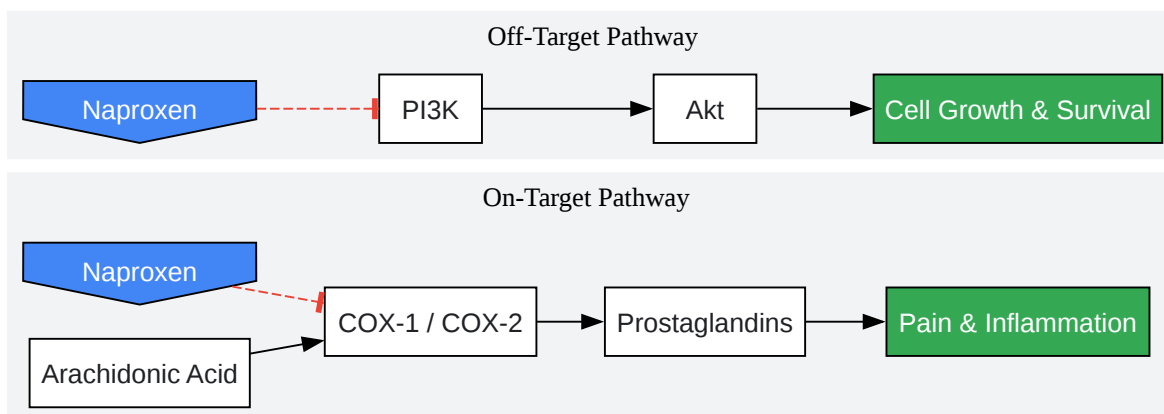 Off-Target Pathway
Naproxen
PI3K
Akt
Cell Growth & Survival
On-Target Pathway
Naproxen
COX-1 / COX-2
Prostaglandins
Pain & Inflammation
Arachidonic Acid